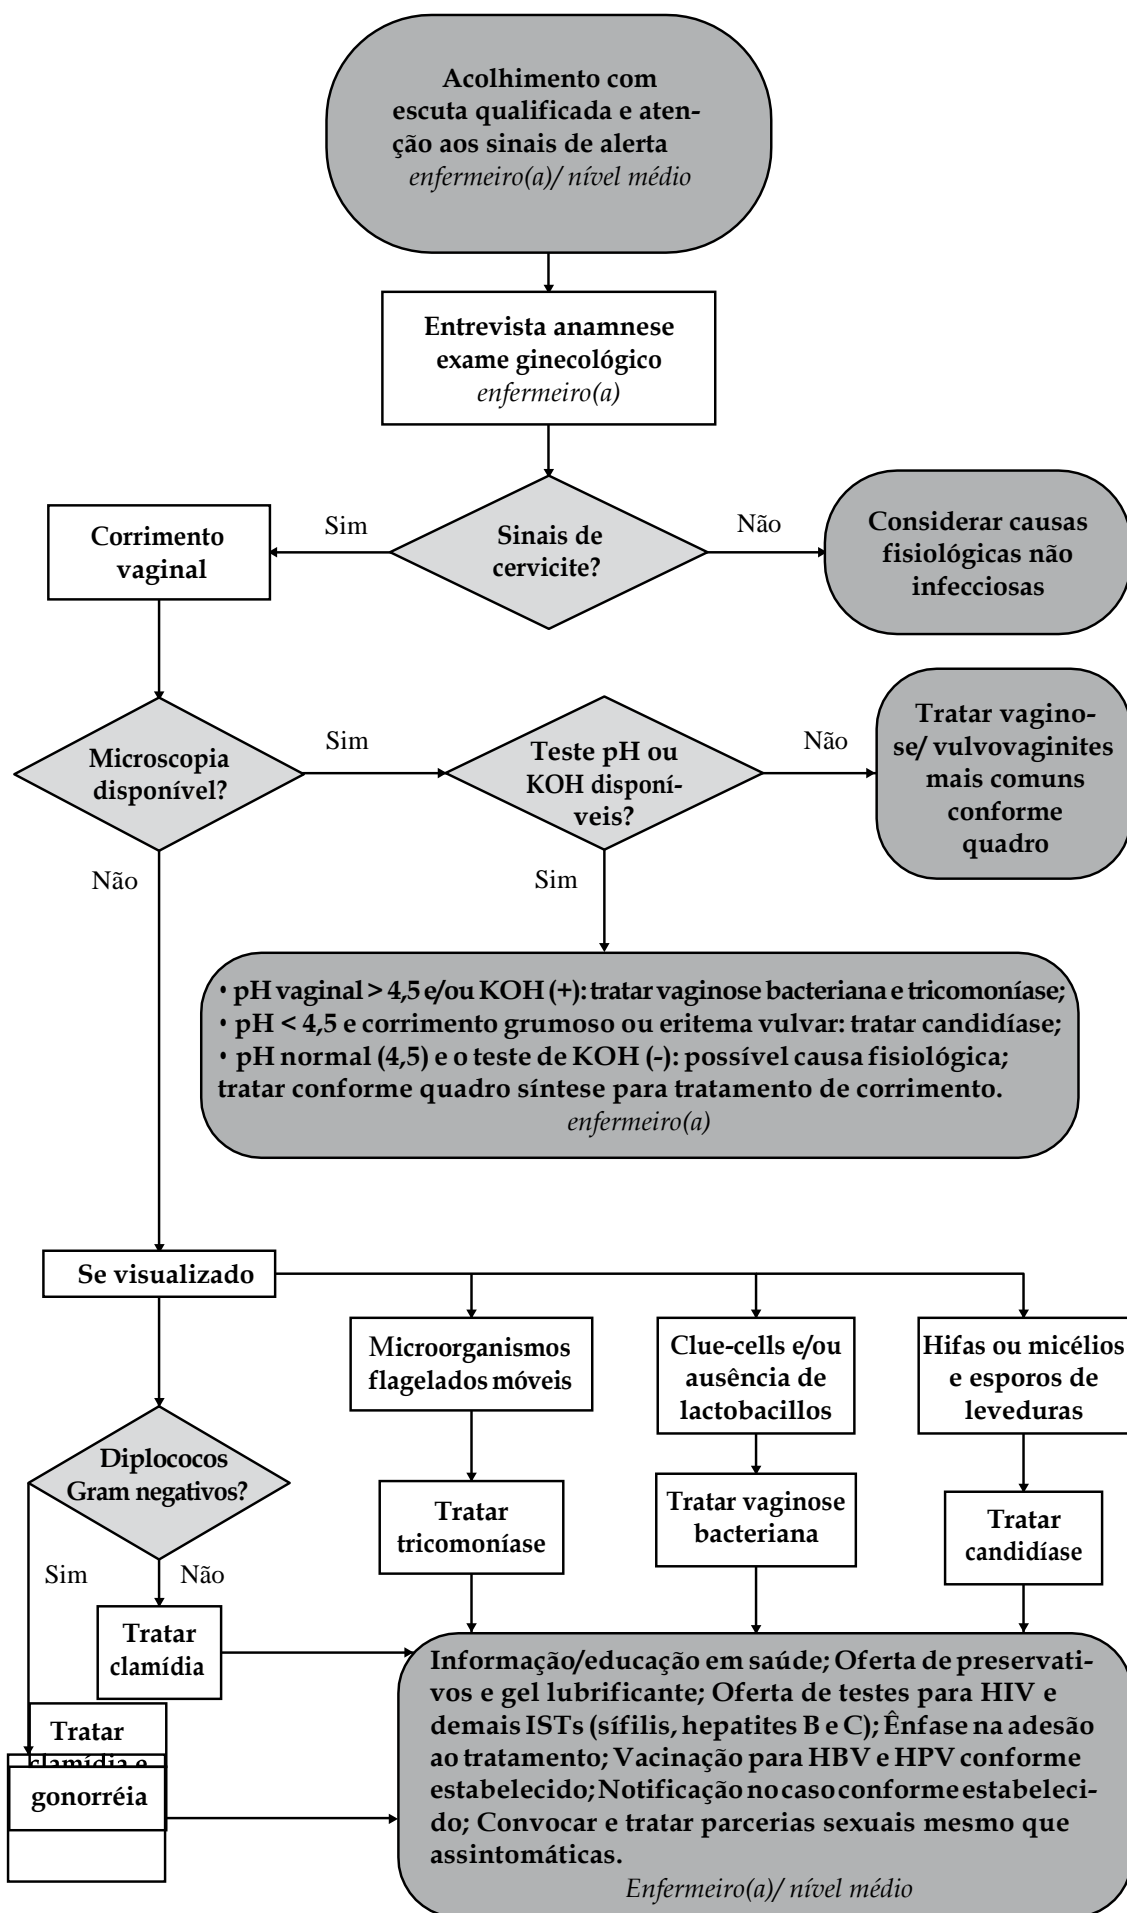 Acolhimento com
escuta qualificada e aten-
ção aos sinais de alerta
enfermeiro(a)/ nível médio
Entrevista anamnese
exame ginecológico
enfermeiro(a)
Corrimento
vaginal
Sim
Sinais de
cervicite?
Não
Considerar causas
fisiológicas não
infecciosas
Microscopia
disponível?
Sim
Teste pH ou
KOH disponí-
veis?
Não
Tratar vagino-
se/ vulvovaginites
mais comuns
conforme
quadro
Não
Sim
• pH vaginal > 4,5 e/ou KOH (+): tratar vaginose bacteriana e tricomoníase;
• pH < 4,5 e corrimento grumoso ou eritema vulvar: tratar candidíase;
• pH normal (4,5) e o teste de KOH (-): possível causa fisiológica;
tratar conforme quadro síntese para tratamento de corrimento.
enfermeiro(a)
Se visualizado
Microorganismos
flagelados móveis
Clue-cells e/ou
ausência de
lactobacillos
Hifas ou micélios
e esporos de
leveduras
Diplococos
Gram negativos?
Tratar
tricomoníase
Tratar vaginose
bacteriana
Tratar
candidíase
Sim
Não
Tratar
clamídia
Tratar
clamídia e
gonorréia
Informação/educação em saúde; Oferta de preservati-
vos e gel lubrificante; Oferta de testes para HIV e
demais ISTs (sífilis, hepatites B e C); Ênfase na adesão
ao tratamento; Vacinação para HBV e HPV conforme
estabelecido; Notificação no caso conforme estabeleci-
do; Convocar e tratar parcerias sexuais mesmo que
assintomáticas.
Enfermeiro(a)/ nível médio